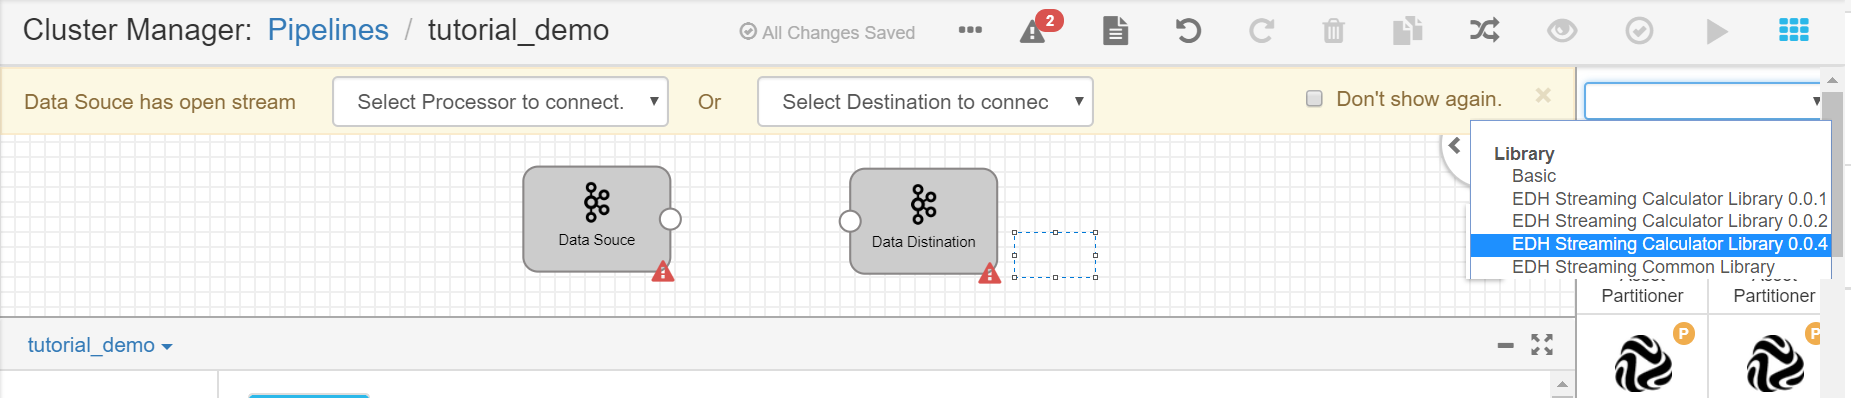 Cluster Manager: Pipelines / tutorial_demo
All Changes Saved
2
Data Souce has open stream
Select Processor to connect.
Or
Select Destination to connec
Don't show again.
Library
Basic
EDH Streaming Calculator Library 0.0.1
EDH Streaming Calculator Library 0.0.2
EDH Streaming Calculator Library 0.0.4
EDH Streaming Common Library
Data Souce
Data Distination
Partitioner
Partitioner
P
P
tutorial_demo